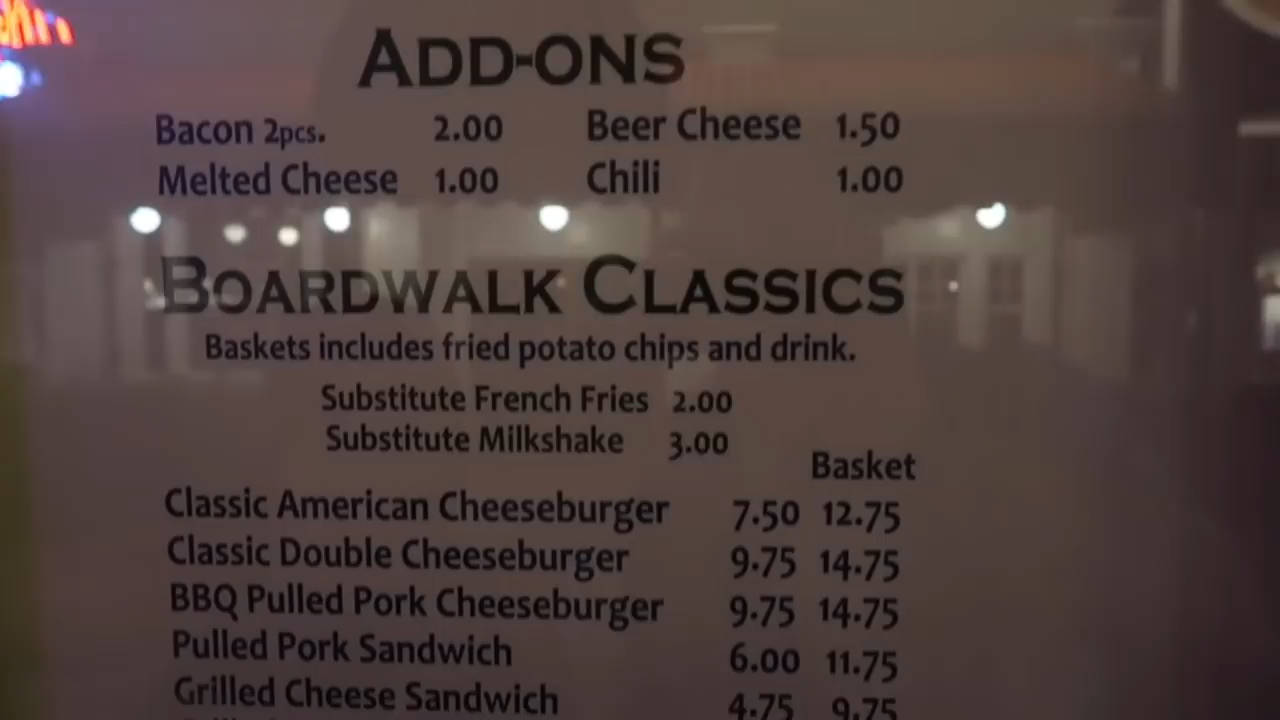 ADD-ONS
Bacon 2pcs. 2.00 Beer Cheese 1.50
Melted Cheese 1.00 Chili 1.00
BOARDWALK CLASSICS
Baskets includes fried potato chips and drink.
Substitute French Fries 2.00
Substitute Milkshake 3.00
Basket
Classic American Cheeseburger 7.50 12.75
Classic Double Cheeseburger 9.75 14.75
BBQ Pulled Pork Cheeseburger 9.75 14.75
Pulled Pork Sandwich 6.00 11.75
Grilled Cheese Sandwich 4.75 9.75